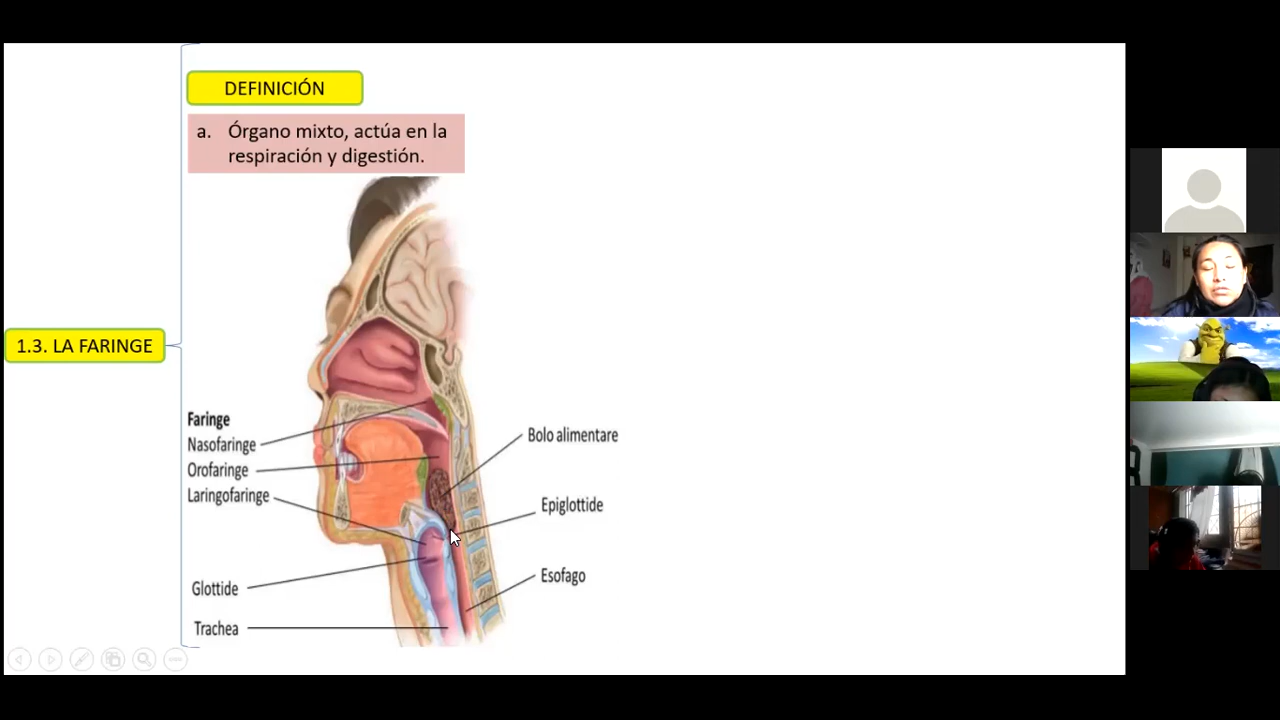 DEFINICIÓN
a. Órgano mixto, actúa en la
respiración y digestión.
1.3. LA FARINGE
Faringe
Nasofaringe
Orofaringe
Laringofaringe
Glottide
Trachea
Bolo alimentare
Epiglottide
Esofago